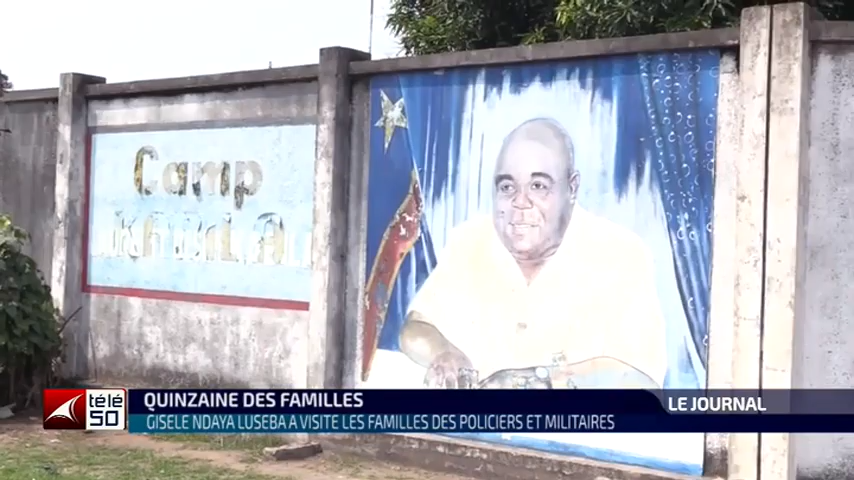 Camp
télé
50
QUINZAINE DES FAMILLES
GISELE NDAYA LUSEBA A VISITE LES FAMILLES DES POLICIERS ET MILITAIRES
LE JOURNAL